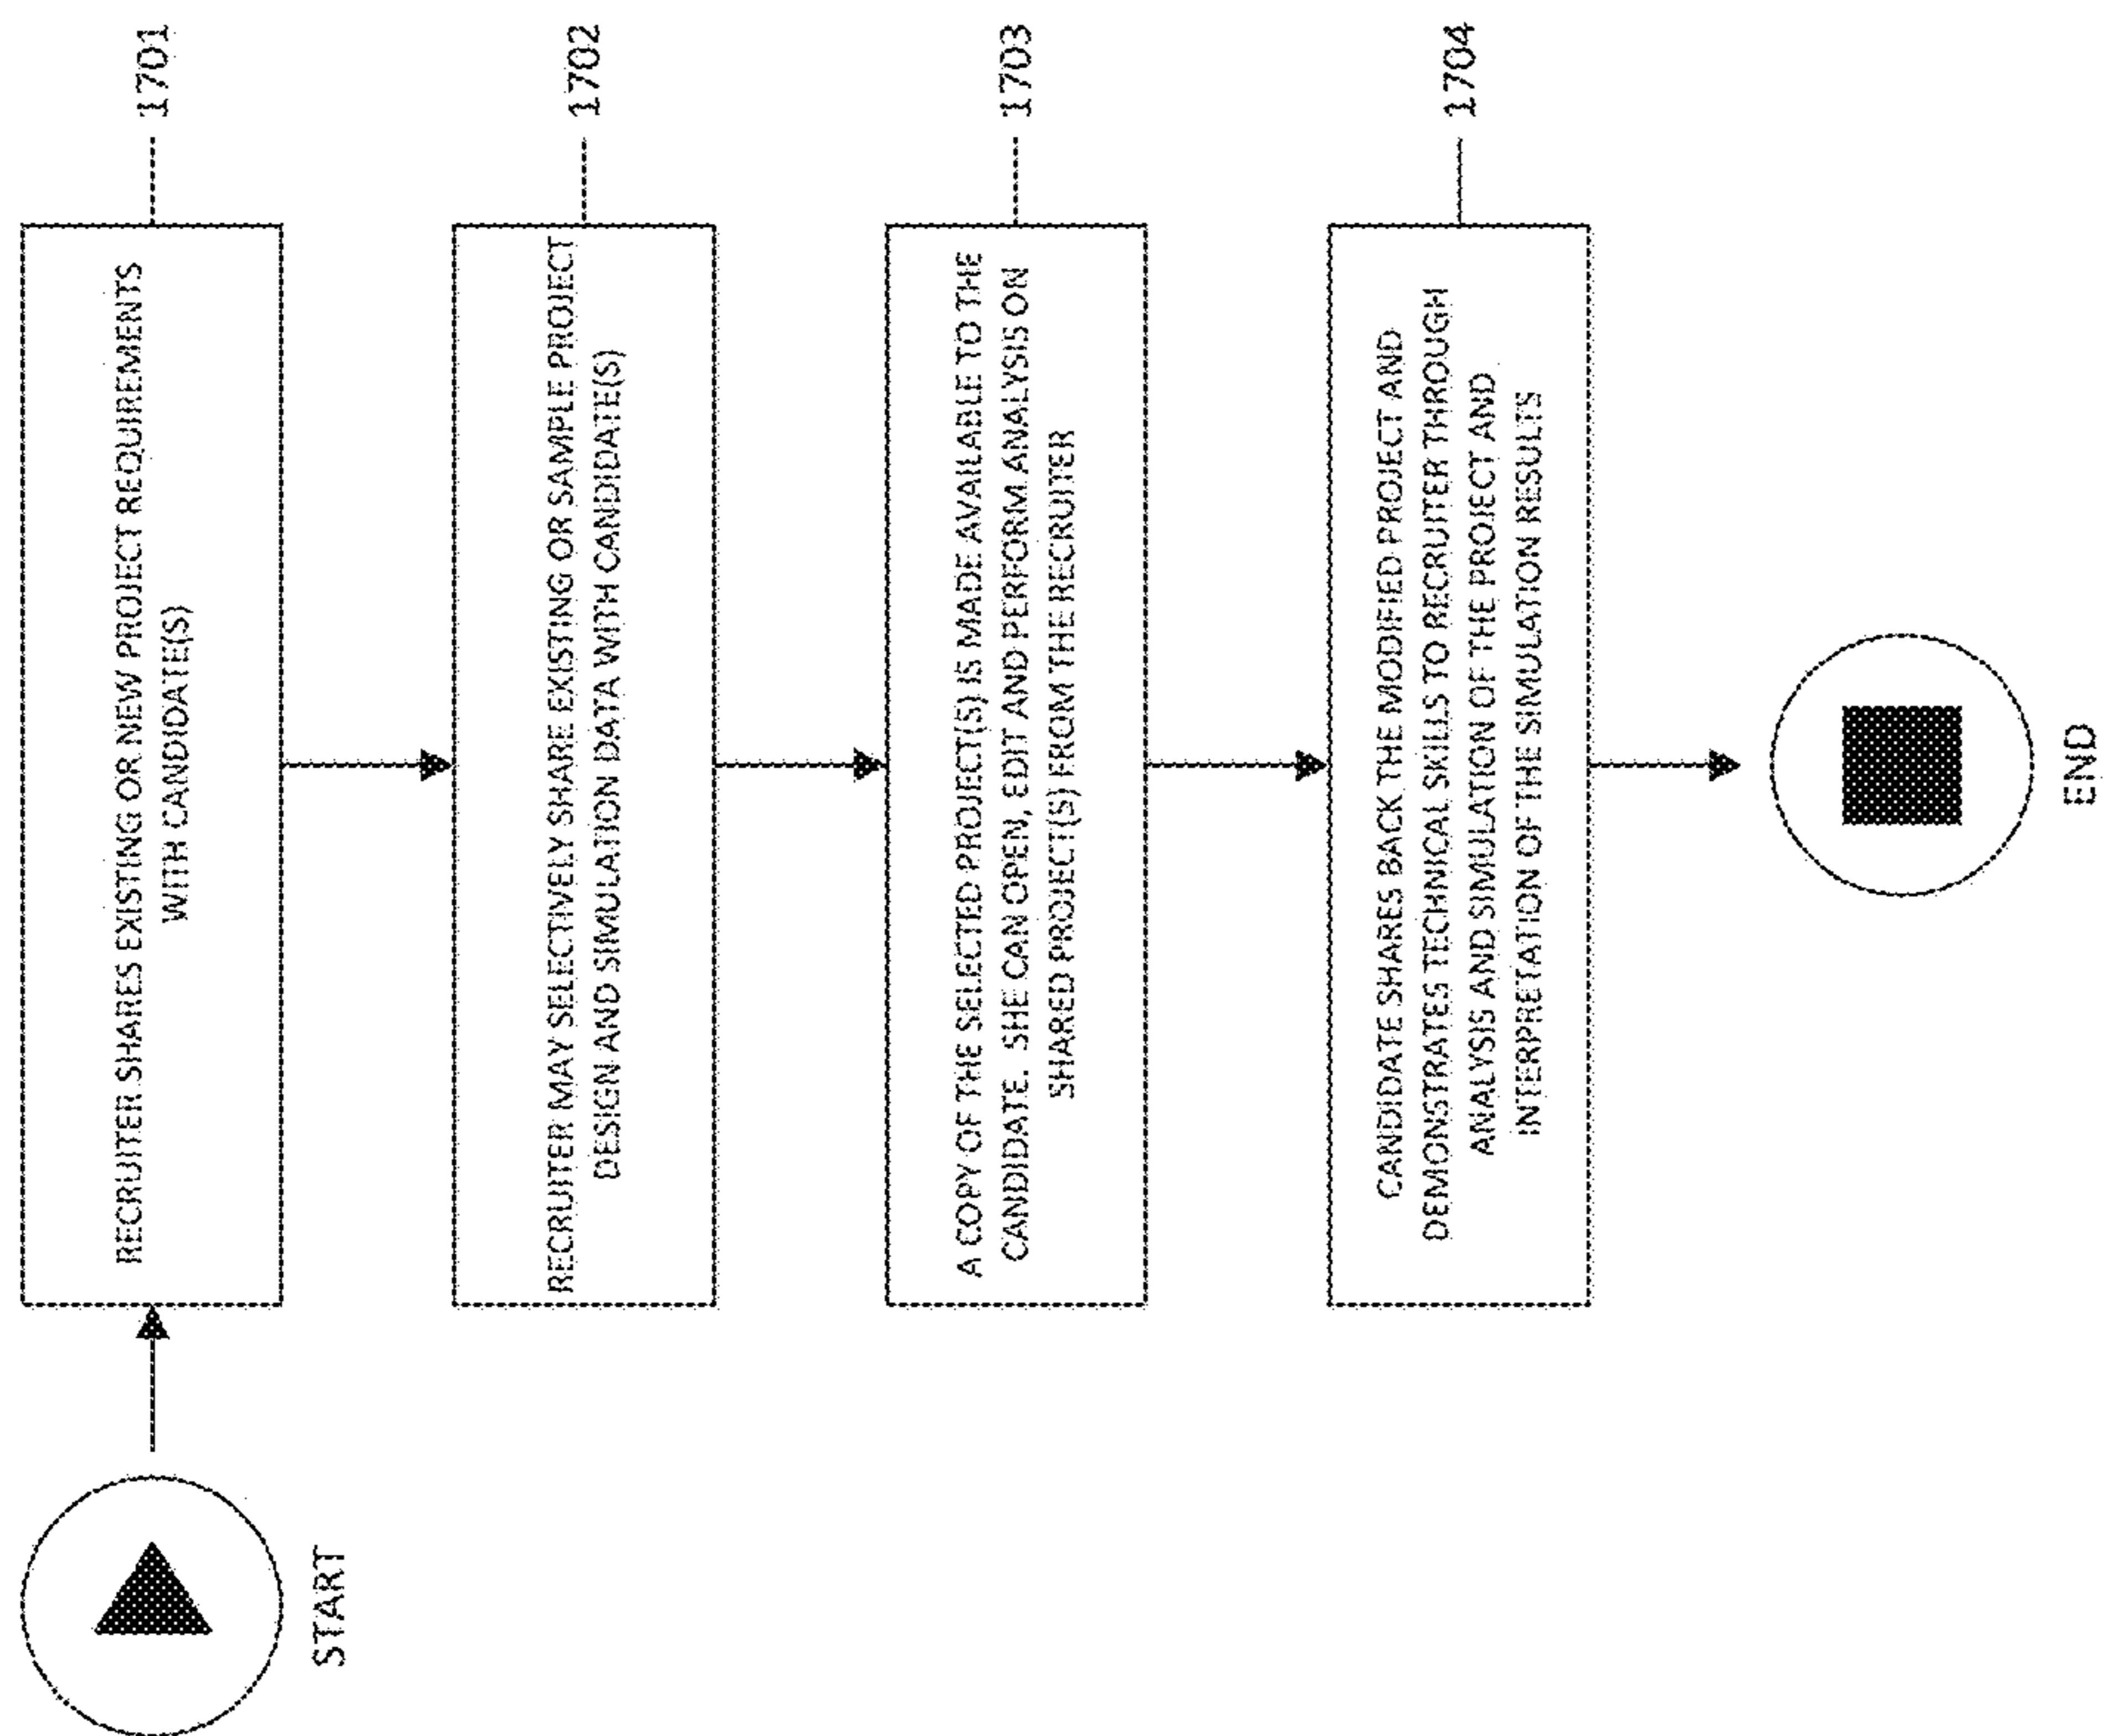 START
RECRUITER SHARES EXISTING OR NEW PROJECT REQUIREMENTS
WITH CANDIDATE(S)
1701
RECRUITER MAY SELECTIVELY SHARE EXISTING OR SAMPLE PROJECT
DESIGN AND SIMULATION DATA WITH CANDIDATE(S)
1702
A COPY OF THE SELECTED PROJECT(S) IS MADE AVAILABLE TO THE
CANDIDATE. SHE CAN OPEN, EDIT AND PERFORM ANALYSIS ON
SHARED PROJECT(S) FROM THE RECRUITER
1703
CANDIDATE SHARES BACK THE MODIFIED PROJECT AND
DEMONSTRATES TECHNICAL SKILLS TO RECRUITER THROUGH
ANALYSIS AND SIMULATION OF THE PROJECT AND
INTERPRETATION OF THE SIMULATION RESULTS
1704
END